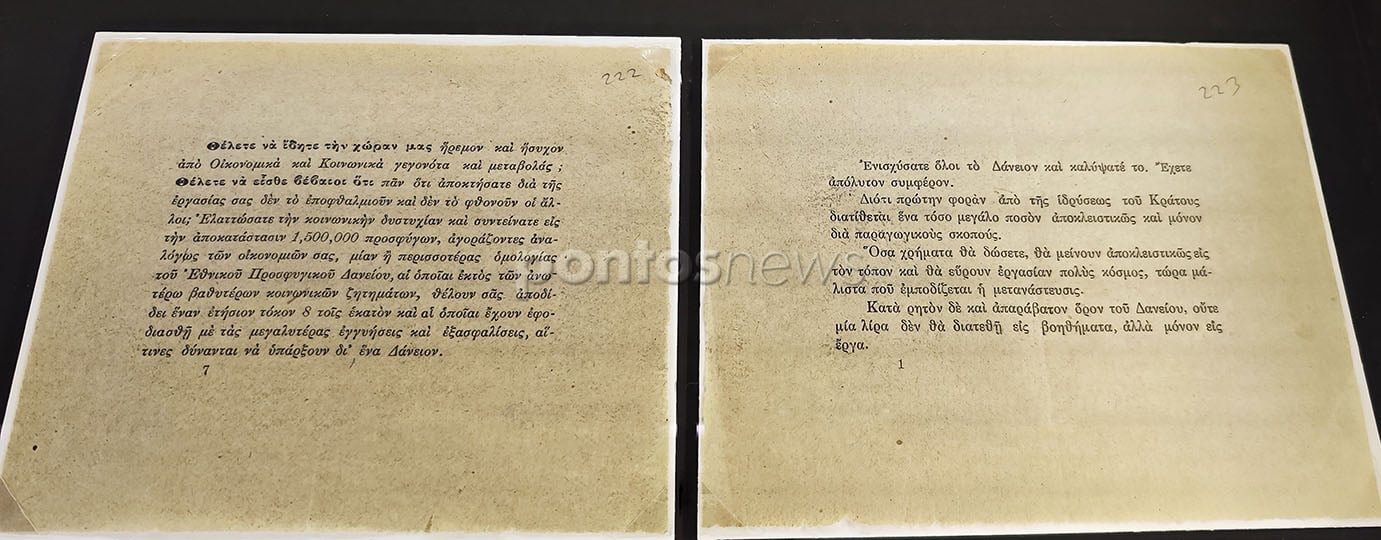 222
Θέλετε νὰ ἴδητε τὴν χώραν μας ἤρεμον καὶ ἥσυχον
ἀπὸ Οἰκονομικὰ καὶ Κοινωνικὰ γεγονότα καὶ μεταβολάς ;
Θέλετε νὰ εἶσθε βέβαιοι ὅτι πᾶν ὅτι ἀποκτήσατε διὰ τῆς
ἐργασίας σας δὲν τὸ ἐποφθαλμιοῦν καὶ δὲν τὸ φθονοῦν οἱ ἄλ-
λοι; Ἐλαττώσατε τὴν κοινωνικὴν δυστυχίαν καὶ συντείνατε εἰς
τὴν ἀποκατάστασιν 1,500,000 προσφύγων, ἀγοράζοντες ἀνα-
λόγως τῶν οἰκονομιῶν σας, μίαν ἢ περισσοτέρας ὁμολογίας
τοῦ Ἐθνικοῦ Προσφυγικοῦ Δανείου, αἱ ὁποῖαι ἐκτὸς τῶν ἀνω-
τέρω βαθυτέρων κοινωνικῶν ζητημάτων, θέλουν σᾶς ἀποδί-
δει ἕναν ἐτήσιον τόκον 8 τοῖς ἑκατὸν καὶ αἱ ὁποῖαι ἔχουν ἐφο-
διασθῆ μὲ τὰς μεγαλυτέρας ἐγγυήσεις καὶ ἐξασφαλίσεις, αἵ-
τινες δύνανται νὰ ὑπάρξουν δι' ἕνα Δάνειον.
7
223
Ἐνισχύσατε ὅλοι τὸ Δάνειον καὶ καλύψατέ το. Ἔχετε
ἀπόλυτον συμφέρον.
Διότι πρώτην φορὰν ἀπὸ τῆς ἱδρύσεως τοῦ Κράτους
διατίθεται ἕνα τόσο μεγάλο ποσὸν ἀποκλειστικῶς καὶ μόνον
διὰ παραγωγικοὺς σκοπούς.
Ὅσα χρήματα θὰ δώσετε, θὰ μείνουν ἀποκλειστικῶς εἰς
τὸν τόπον καὶ θὰ εὕρουν ἐργασίαν πολὺς κόσμος, τώρα μά-
λιστα ποῦ ἐμποδίζεται ἡ μετανάστευσις.
Κατὰ ρητὸν δὲ καὶ ἀπαράβατον ὅρον τοῦ Δανείου, οὔτε
μία λίρα δὲν θὰ διατεθῆ εἰς βοηθήματα, ἀλλὰ μόνον εἰς
ἔργα.
1
pontosnews